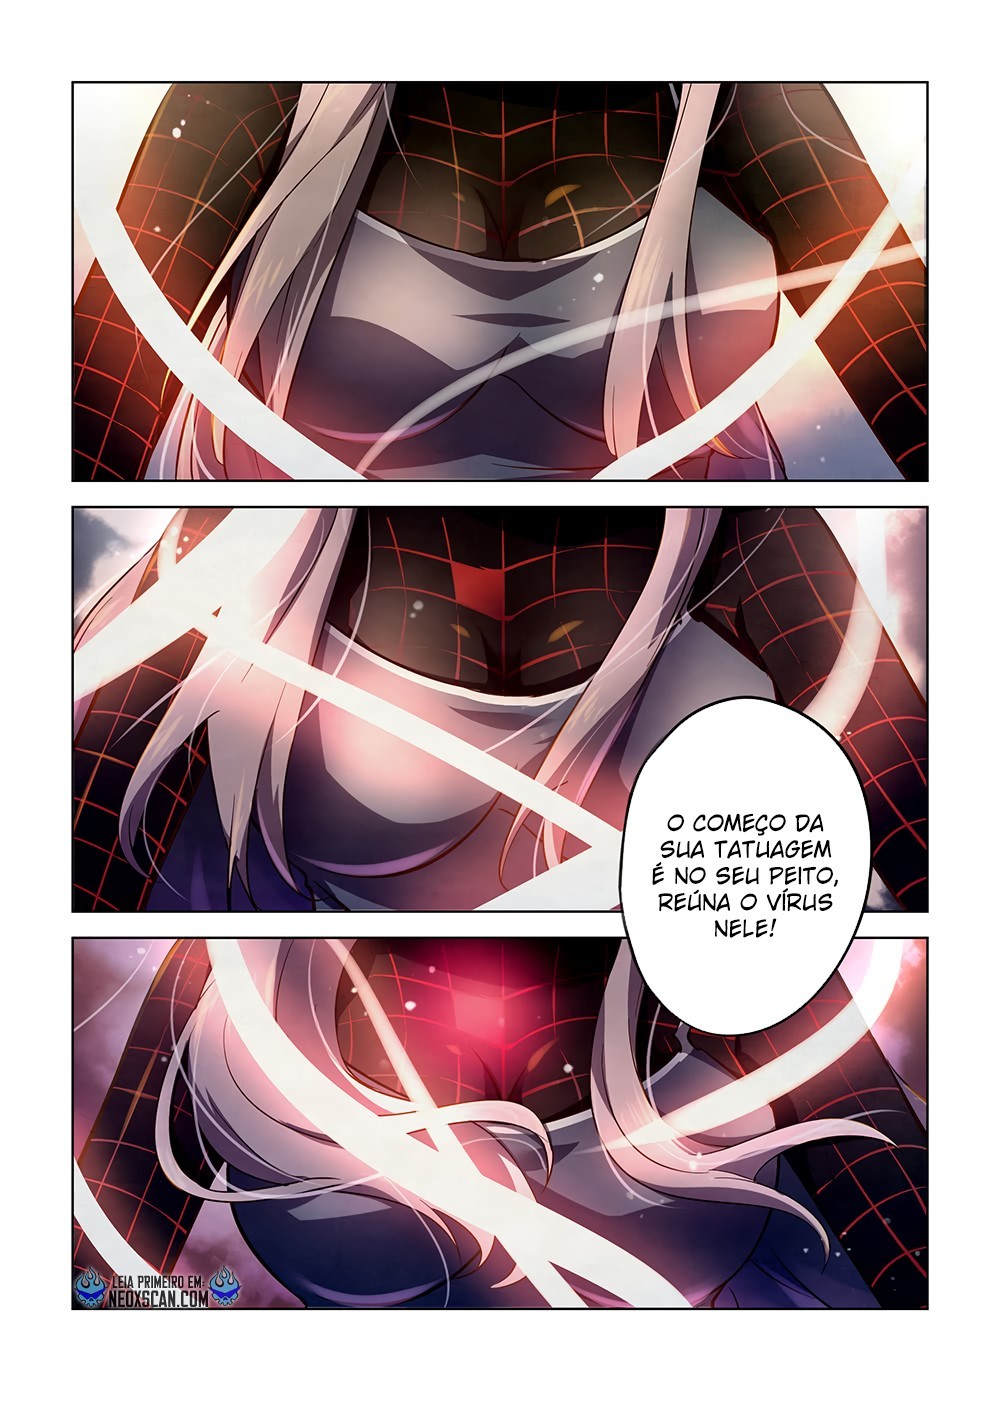 O COMEÇO DA
SUA TATUAGEM
É NO SEU PEITO,
REÚNA O VÍRUS
NELE!
LEIA PRIMEIRO EM:
NEOXSCAN.COM